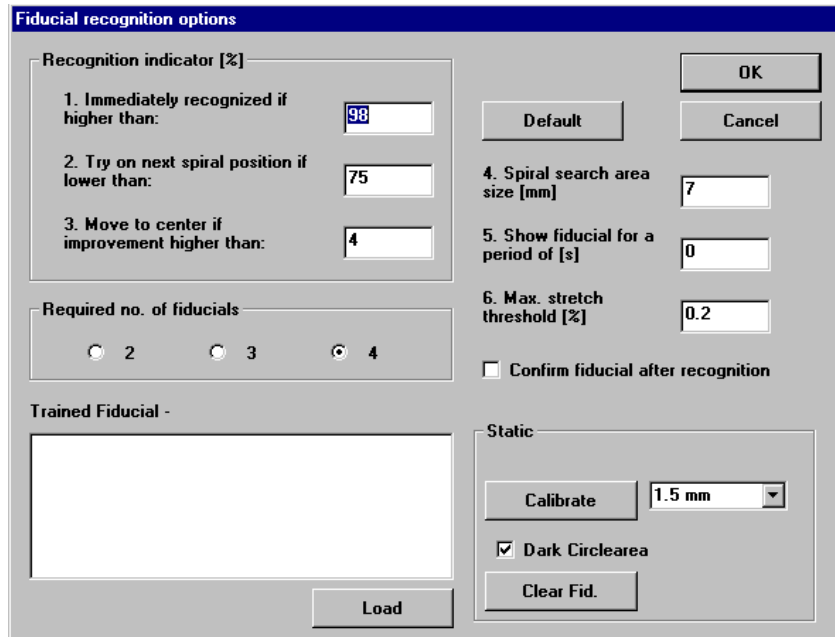 Fiducial recognition options
Recognition indicator [%]
1. Immediately recognized if
higher than:
98
2. Try on next spiral position if
lower than:
75
3. Move to center if
improvement higher than:
4
OK
Default
Cancel
4. Spiral search area
size [mm]
7
5. Show fiducial for a
period of [s]
0
6. Max. stretch
threshold [%]
0.2
Required no. of fiducials
2 3 4
Confirm fiducial after recognition
Trained Fiducial -
Load
Static
Calibrate
1.5 mm
Dark Circlearea
Clear Fid.